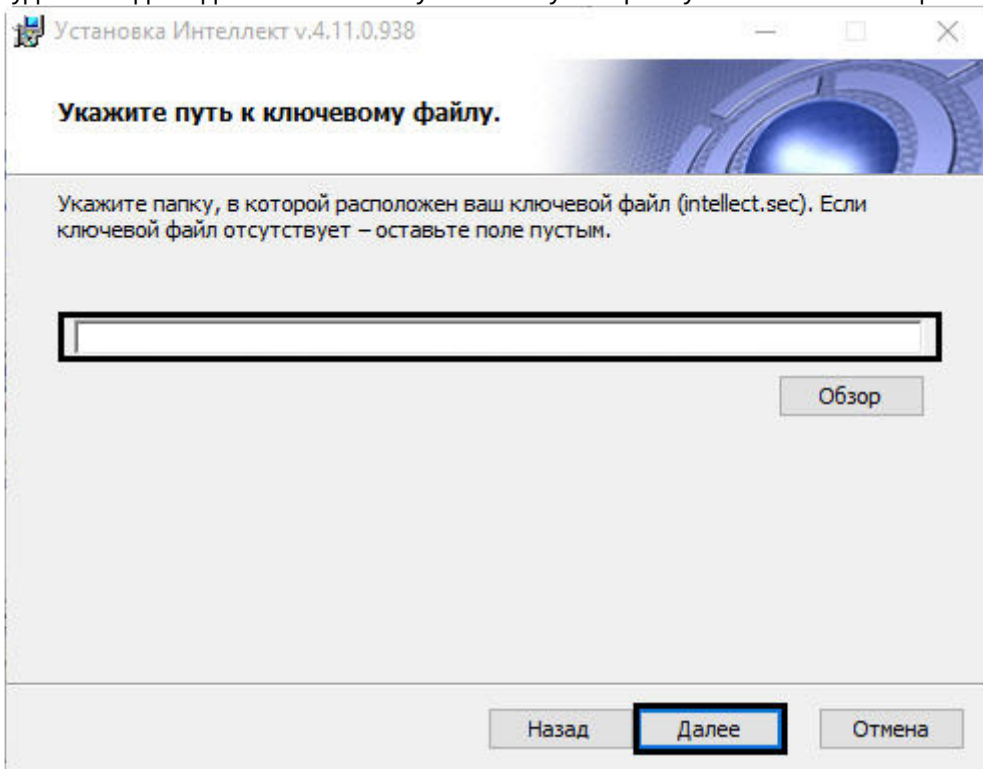 Установка Интеллект v.4.11.0.938
Укажите путь к ключевому файлу.
Укажите папку, в которой расположен ваш ключевой файл (intellect.sec). Если
ключевой файл отсутствует – оставьте поле пустым.
Обзор
Назад Далее Отмена